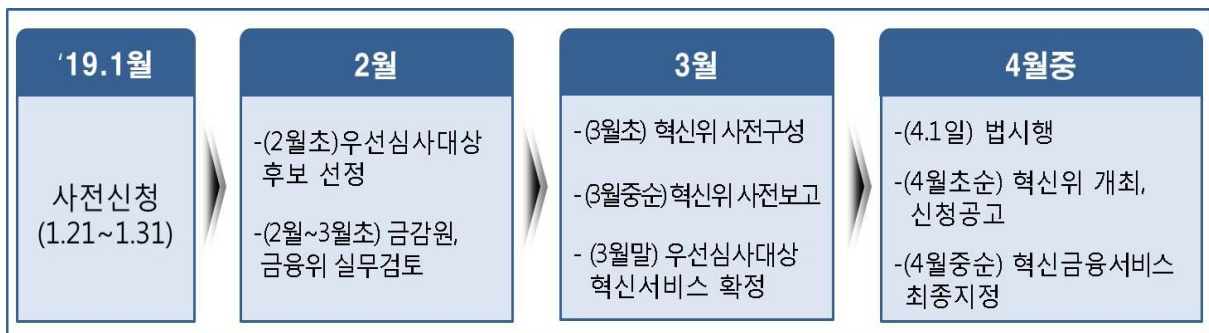 ‘19.1월
사전신청
(1.21~1.31)
2월
-(2월초)우선심사대상
후보 선정
-(2월~3월초) 금감원,
금융위 실무검토
3월
-(3월초) 혁신위 사전구성
-(3월중순)혁신위 사전보고
- (3월말) 우선심사대상
혁신서비스 확정
4월중
-(4.1일) 법시행
-(4월초순) 혁신위 개최,
신청공고
-(4월중순) 혁신금융서비스
최종지정